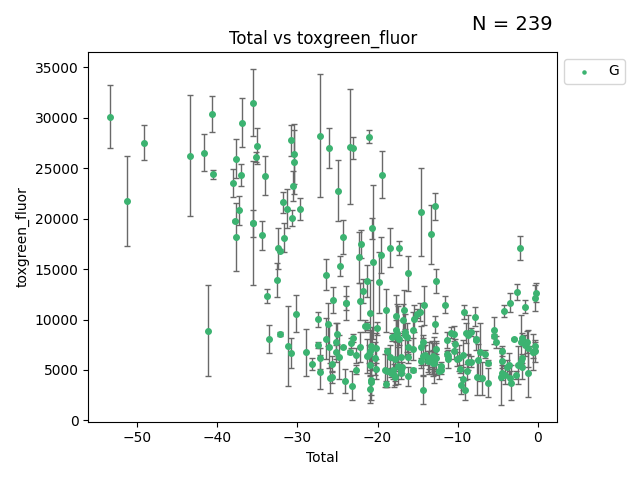 N = 239
Total vs toxgreen_fluor
G
toxgreen_fluor
35000
30000
25000
20000
15000
10000
5000
0
−50 −40 −30 −20 −10 0
Total